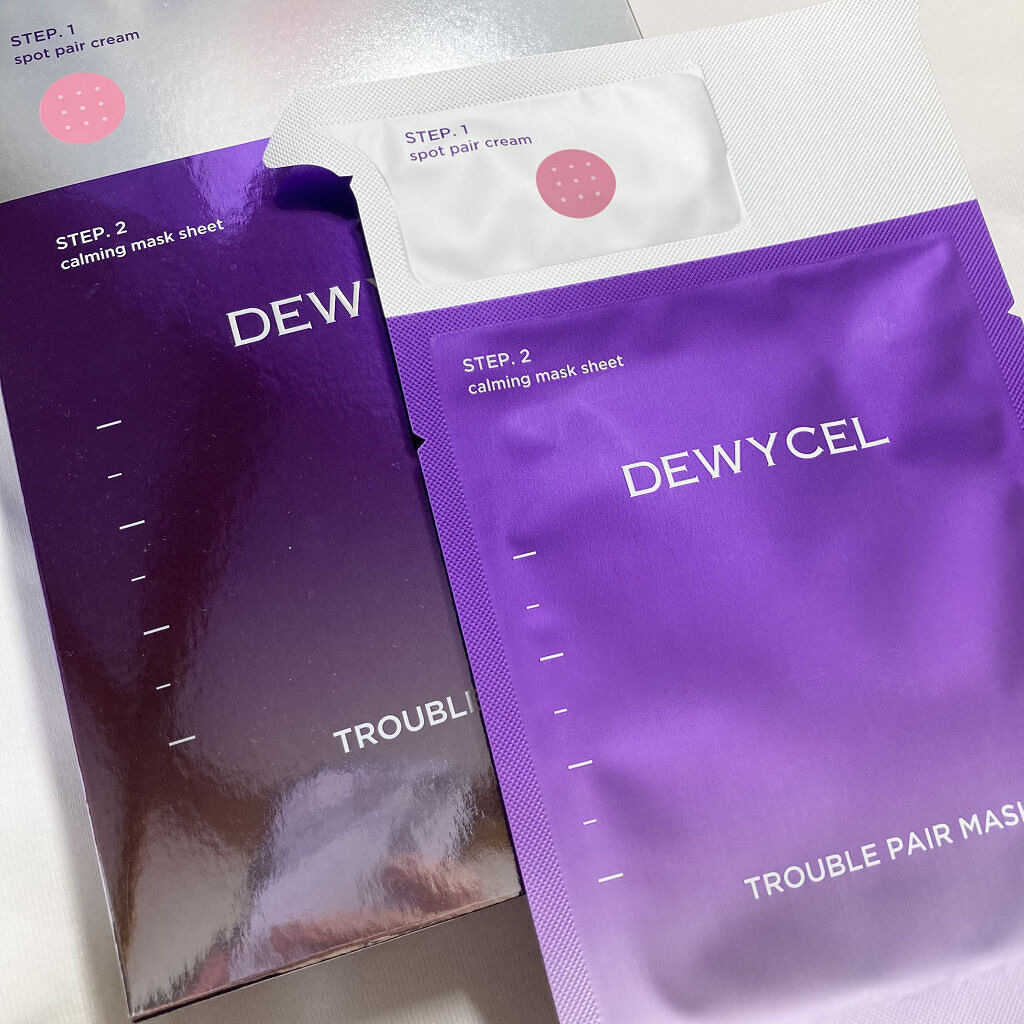 STEP. 1
spot pair cream
STEP. 2
calming mask sheet
DEWY
TROUBL
STEP. 1
spot pair cream
STEP. 2
calming mask sheet
DEWYCEL
TROUBLE PAIR MASK